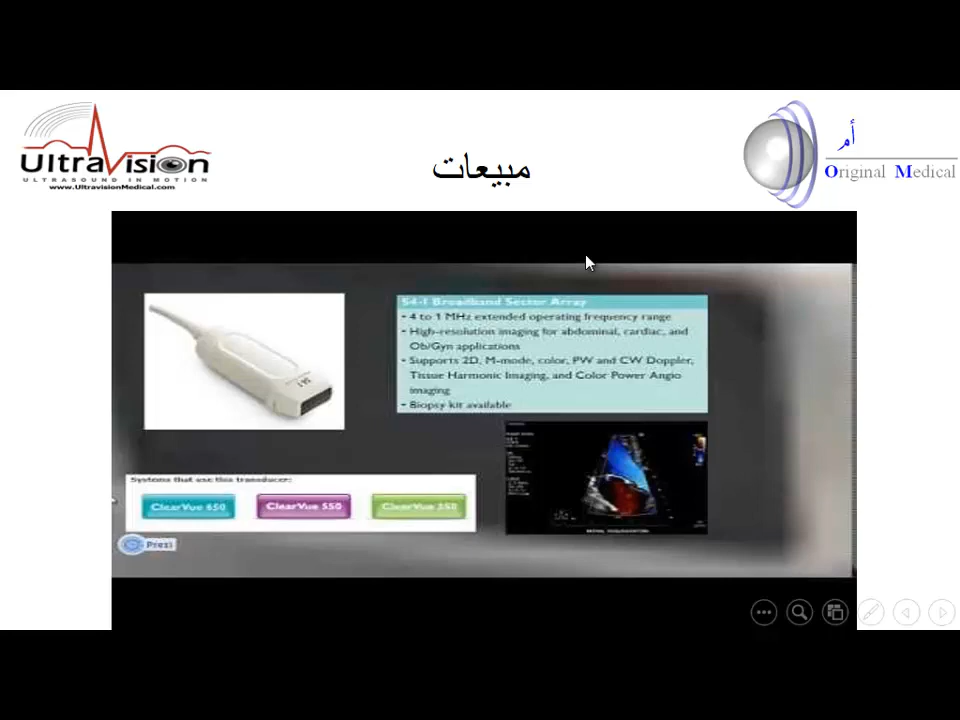 UltraVision
ULTRASOUND IN MOTION
www.UltravisionMedical.com
مبيعات
أم
Original Medical
S4-1 Broadband Sector Array
• 4 to 1 MHz extended operating frequency range
• High-resolution imaging for abdominal, cardiac, and
Ob/Gyn applications
• Supports 2D, M-mode, color, PW and CW Doppler,
Tissue Harmonic Imaging, and Color Power Angio
imaging
• Biopsy kit available
S4-1
Systems that use this transducer:
ClearVue 650
ClearVue 550
ClearVue 350
Prezi